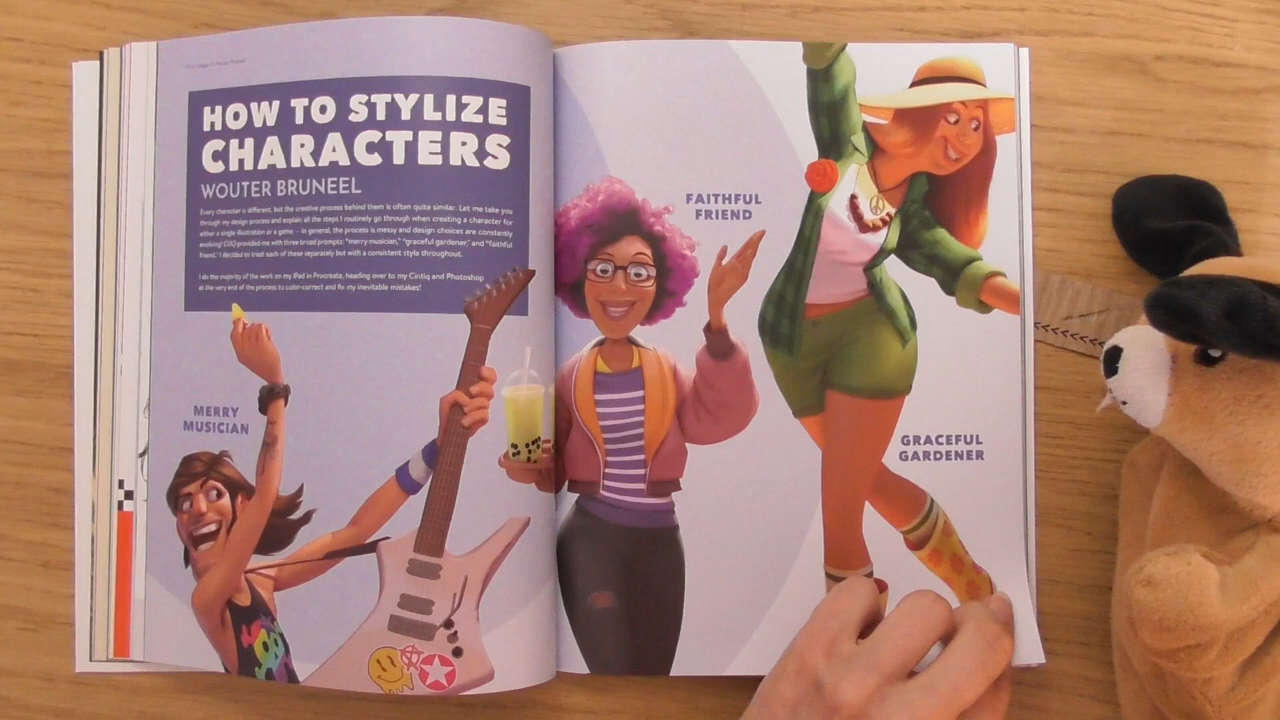 HOW TO STYLIZE
CHARACTERS
WOUTER BRUNEEL
Every character is different, but the creative process behind them is often quite similar. Let me take you
through my design process and explain all the steps I routinely go through when creating a character for
either a single illustration or a game – in general, the process is messy and design choices are constantly
evolving! CDQ provided me with three broad prompts: "merry musician," "graceful gardener," and "faithful
friend." I decided to treat each of these separately but with a consistent style throughout.
I do the majority of the work on my iPad in Procreate, heading over to my Cintiq and Photoshop
at the very end of the process to color-correct and fix my inevitable mistakes!
MERRY
MUSICIAN
FAITHFUL
FRIEND
GRACEFUL
GARDENER